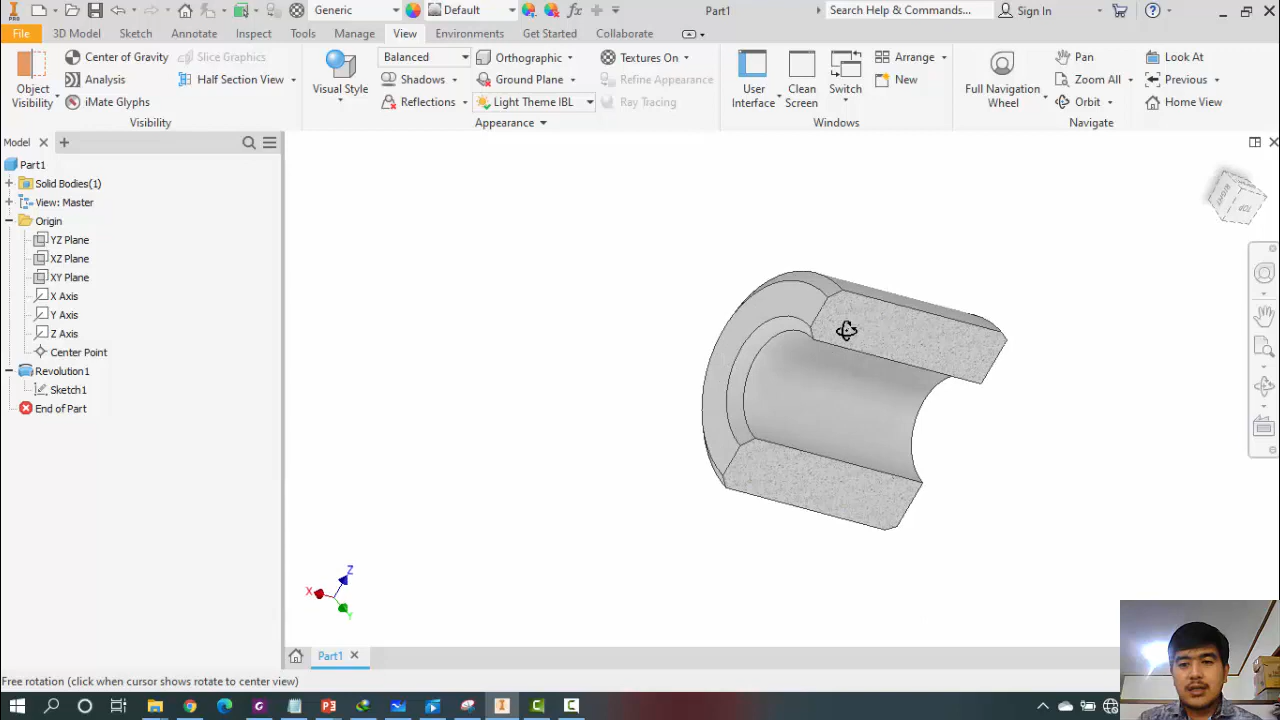 PRO
Generic
Default
fx
Part1
Search Help & Commands...
Sign In
File
3D Model
Sketch
Annotate
Inspect
Tools
Manage
View
Environments
Get Started
Collaborate
Object
Visibility
Center of Gravity
Analysis
iMate Glyphs
Slice Graphics
Half Section View
Visibility
Visual Style
Balanced
Shadows
Reflections
Orthographic
Ground Plane
Light Theme IBL
Textures On
Refine Appearance
Ray Tracing
Appearance
User
Interface
Clean
Screen
Switch
Arrange
New
Windows
Full Navigation
Wheel
Pan
Zoom All
Orbit
Look At
Previous
Home View
Navigate
Model
Part1
Solid Bodies(1)
View: Master
Origin
YZ Plane
XZ Plane
XY Plane
X Axis
Y Axis
Z Axis
Center Point
Revolution1
Sketch1
End of Part
TOP
Z
X
Y
Part1
Free rotation (click when cursor shows rotate to center view)